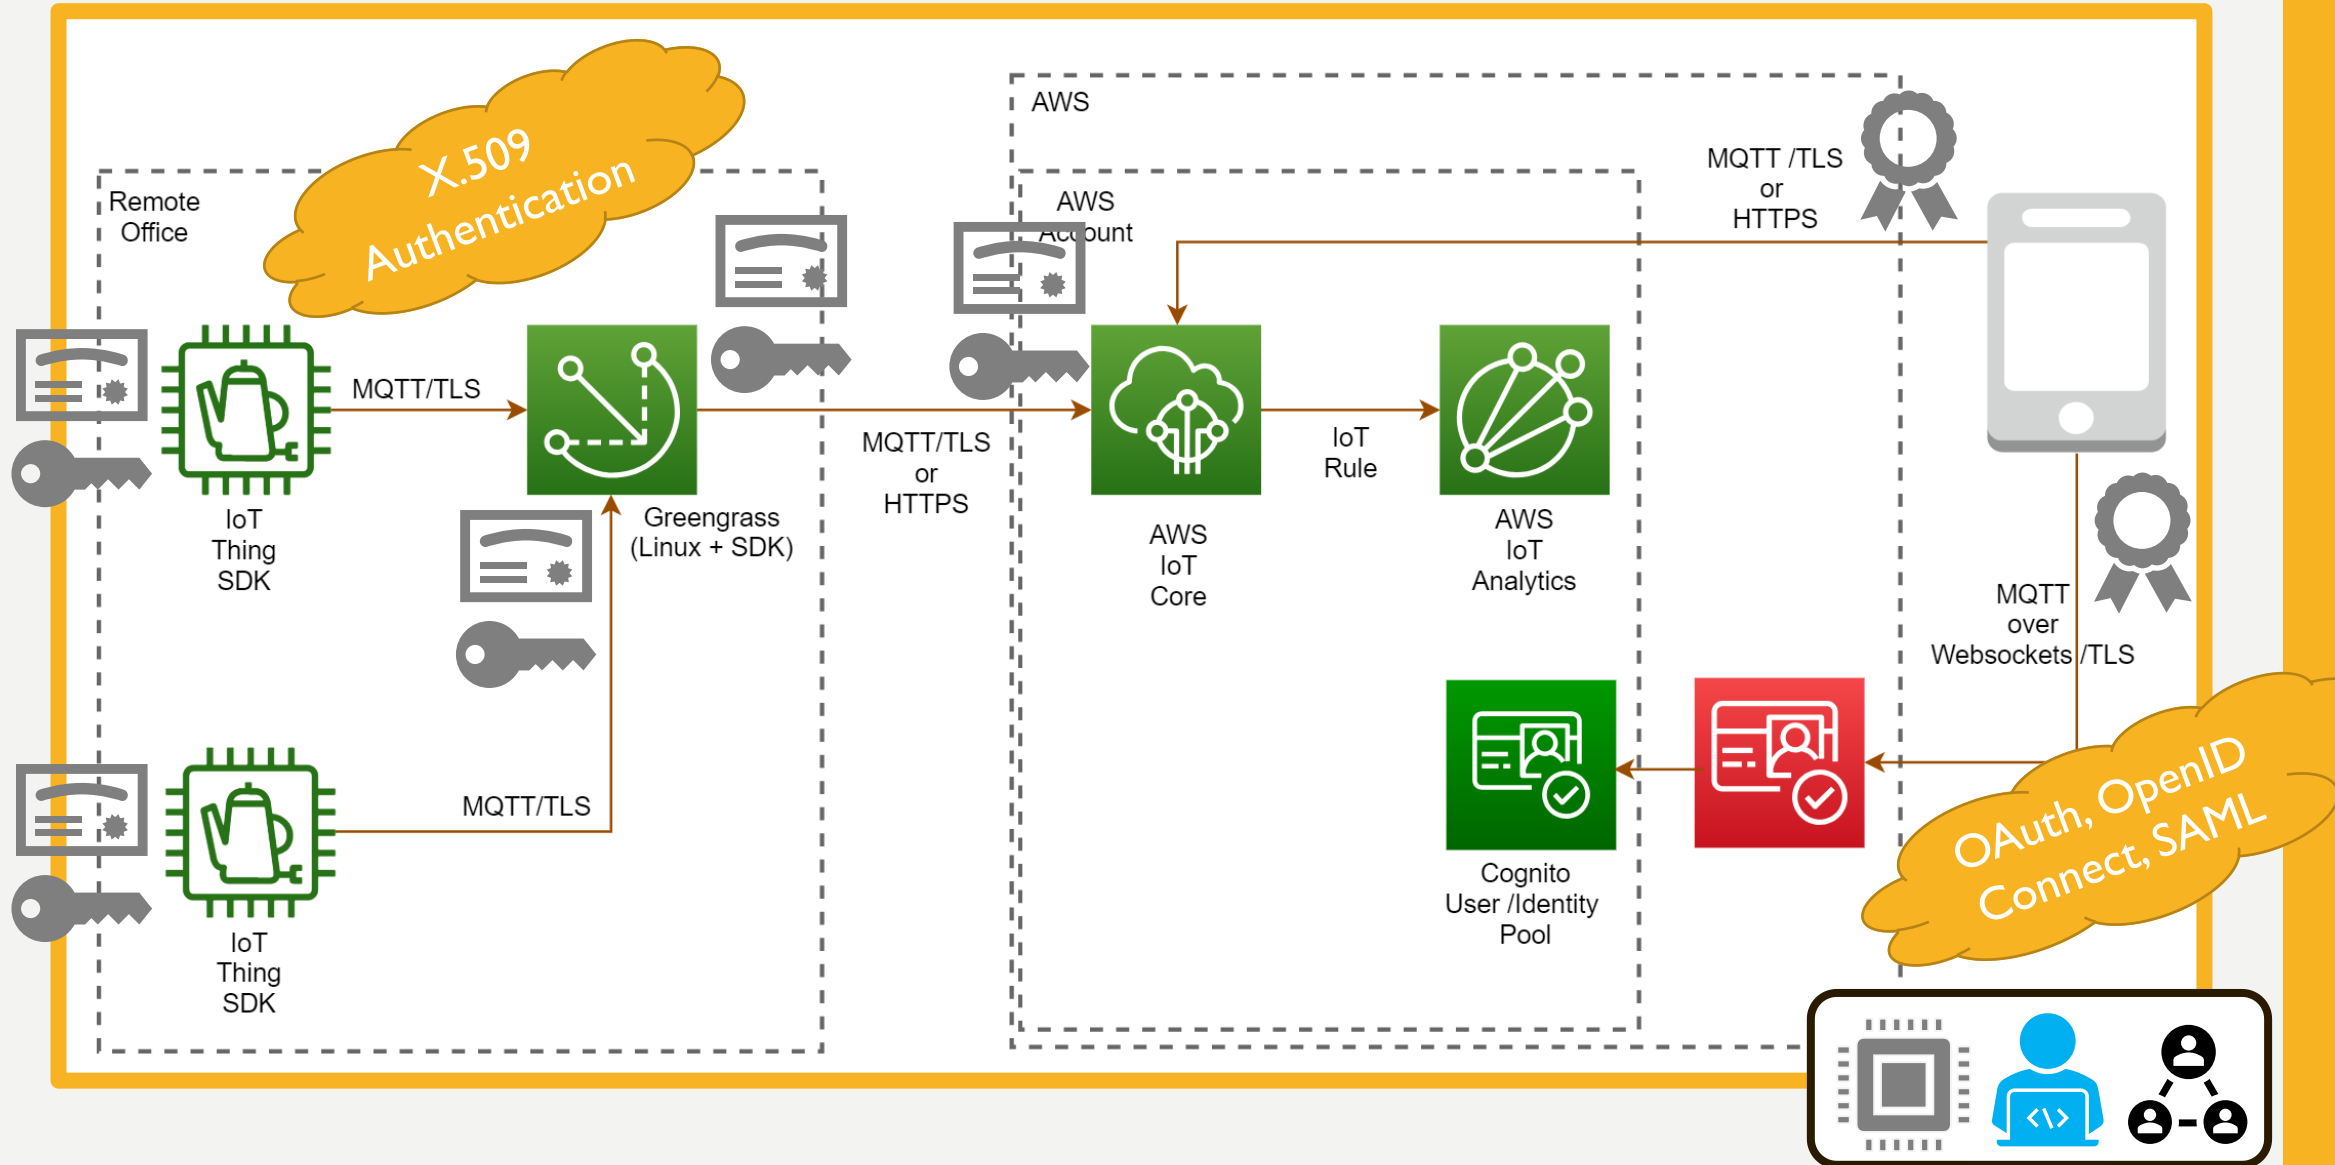 X.509
Authentication
Remote
Office
AWS
AWS
Account
MQTT /TLS
or
HTTPS
MQTT/TLS
IoT
Thing
SDK
Greengrass
(Linux + SDK)
MQTT/TLS
or
HTTPS
AWS
IoT
Core
IoT
Rule
AWS
IoT
Analytics
MQTT
over
Websockets /TLS
MQTT/TLS
IoT
Thing
SDK
Cognito
User /Identity
Pool
OAuth, OpenID
Connect, SAML